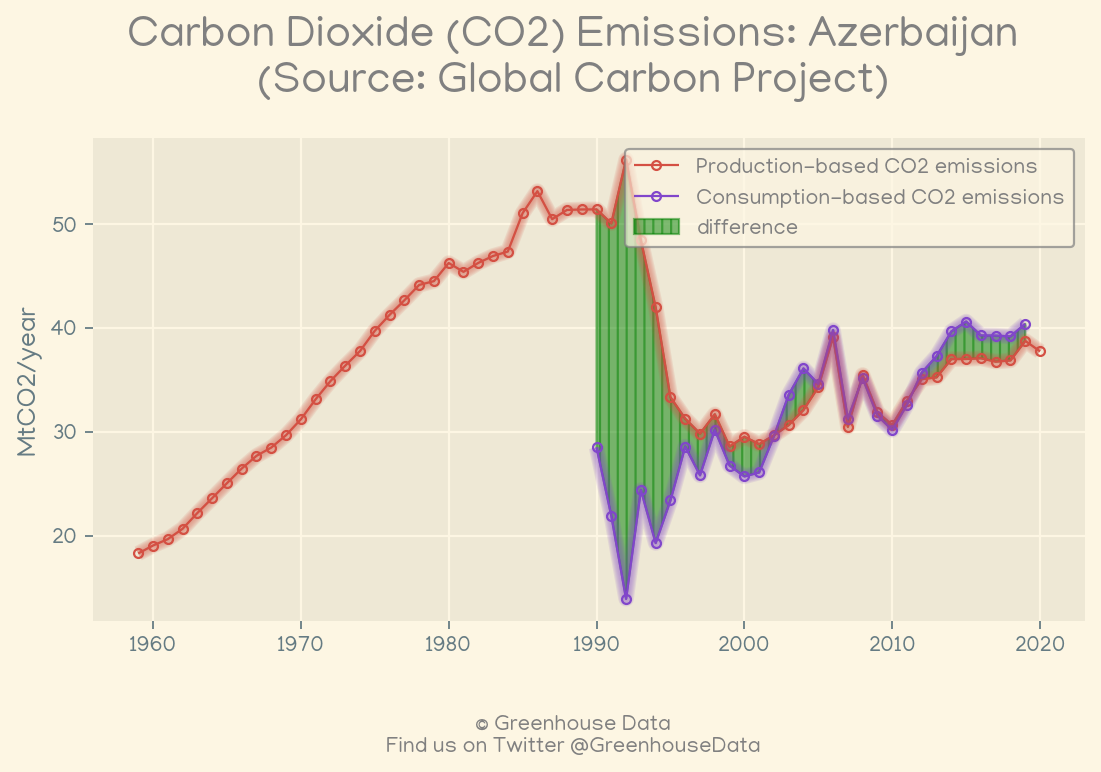 Carbon Dioxide (CO2) Emissions: Azerbaijan
(Source: Global Carbon Project)
Production-based CO2 emissions
Consumption-based CO2 emissions
difference
MtCO2/year
50
40
30
20
1960 1970 1980 1990 2000 2010 2020
© Greenhouse Data
Find us on Twitter @GreenhouseData